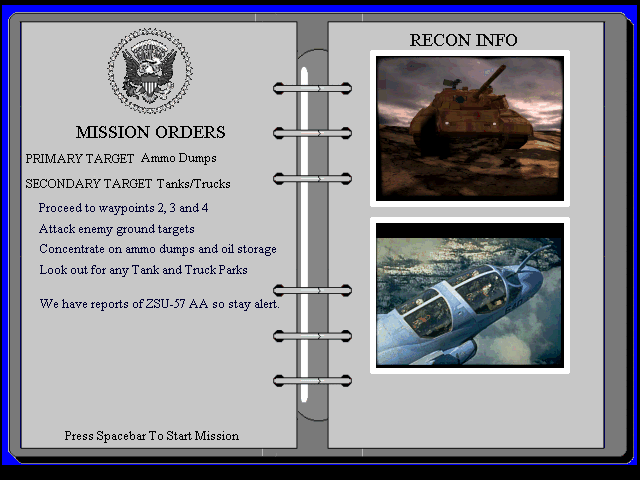 MISSION ORDERS
PRIMARY TARGET Ammo Dumps
SECONDARY TARGET Tanks/Trucks
Proceed to waypoints 2, 3 and 4
Attack enemy ground targets
Concentrate on ammo dumps and oil storage
Look out for any Tank and Truck Parks
We have reports of ZSU-57 AA so stay alert.
Press Spacebar To Start Mission
RECON INFO